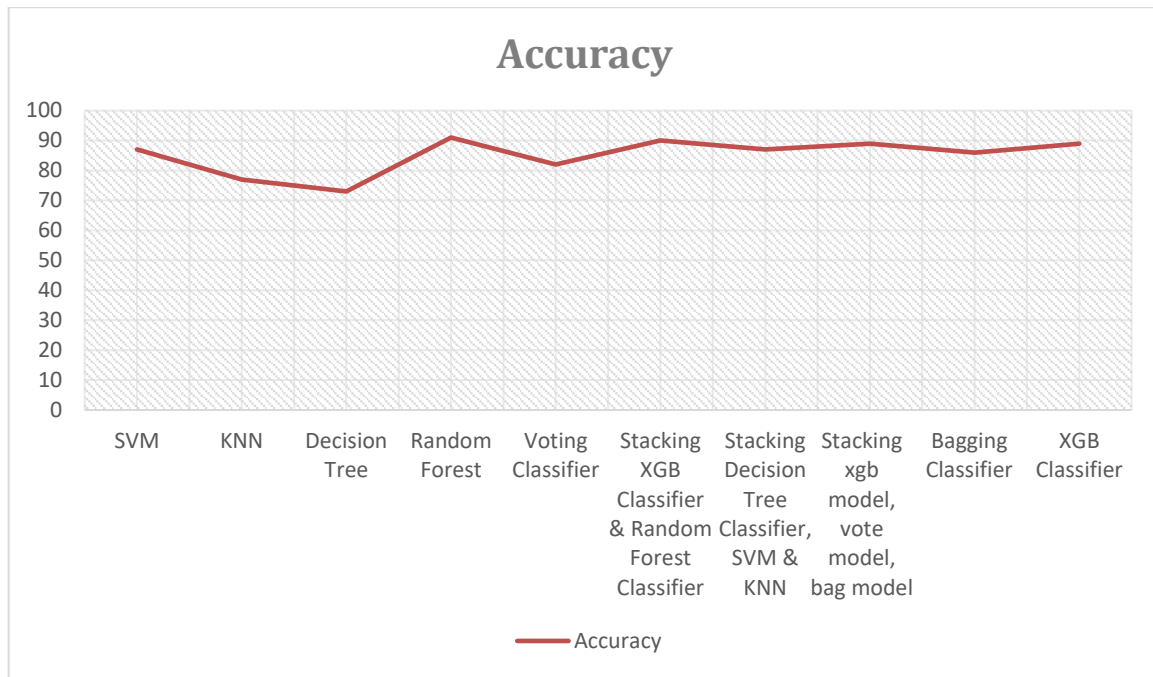 Accuracy
100
90
80
70
60
50
40
30
20
10
0
SVM
KNN
Decision
Tree
Random
Forest
Voting
Classifier
Stacking
XGB
Classifier
& Random
Forest
Classifier
Stacking
Decision
Tree
Classifier,
SVM &
KNN
Stacking
xgb
model,
vote
model,
bag model
Bagging
Classifier
XGB
Classifier
Accuracy